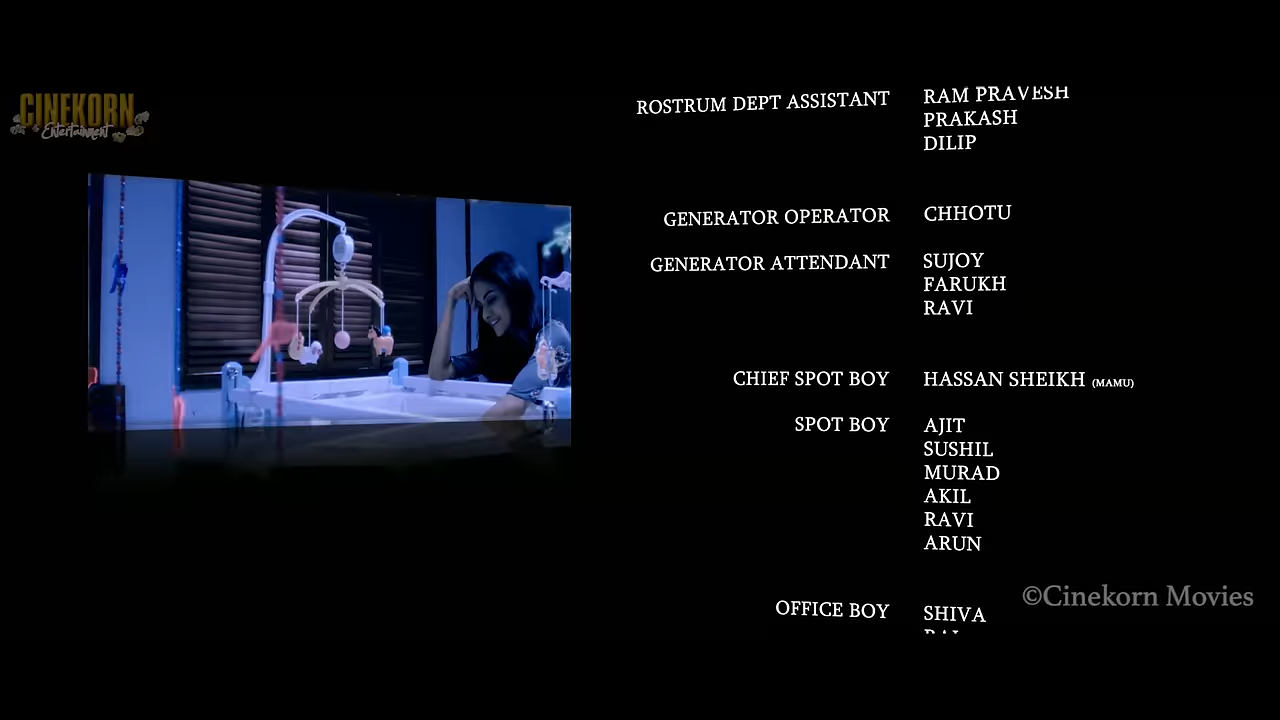 CINEKORN
Entertainment
ROSTRUM DEPT ASSISTANT RAM PRAVESH
PRAKASH
DILIP
GENERATOR OPERATOR CHHOTU
GENERATOR ATTENDANT SUJOY
FARUKH
RAVI
CHIEF SPOT BOY HASSAN SHEIKH (MAMU)
SPOT BOY AJIT
SUSHIL
MURAD
AKIL
RAVI
ARUN
OFFICE BOY SHIVA
©Cinekorn Movies